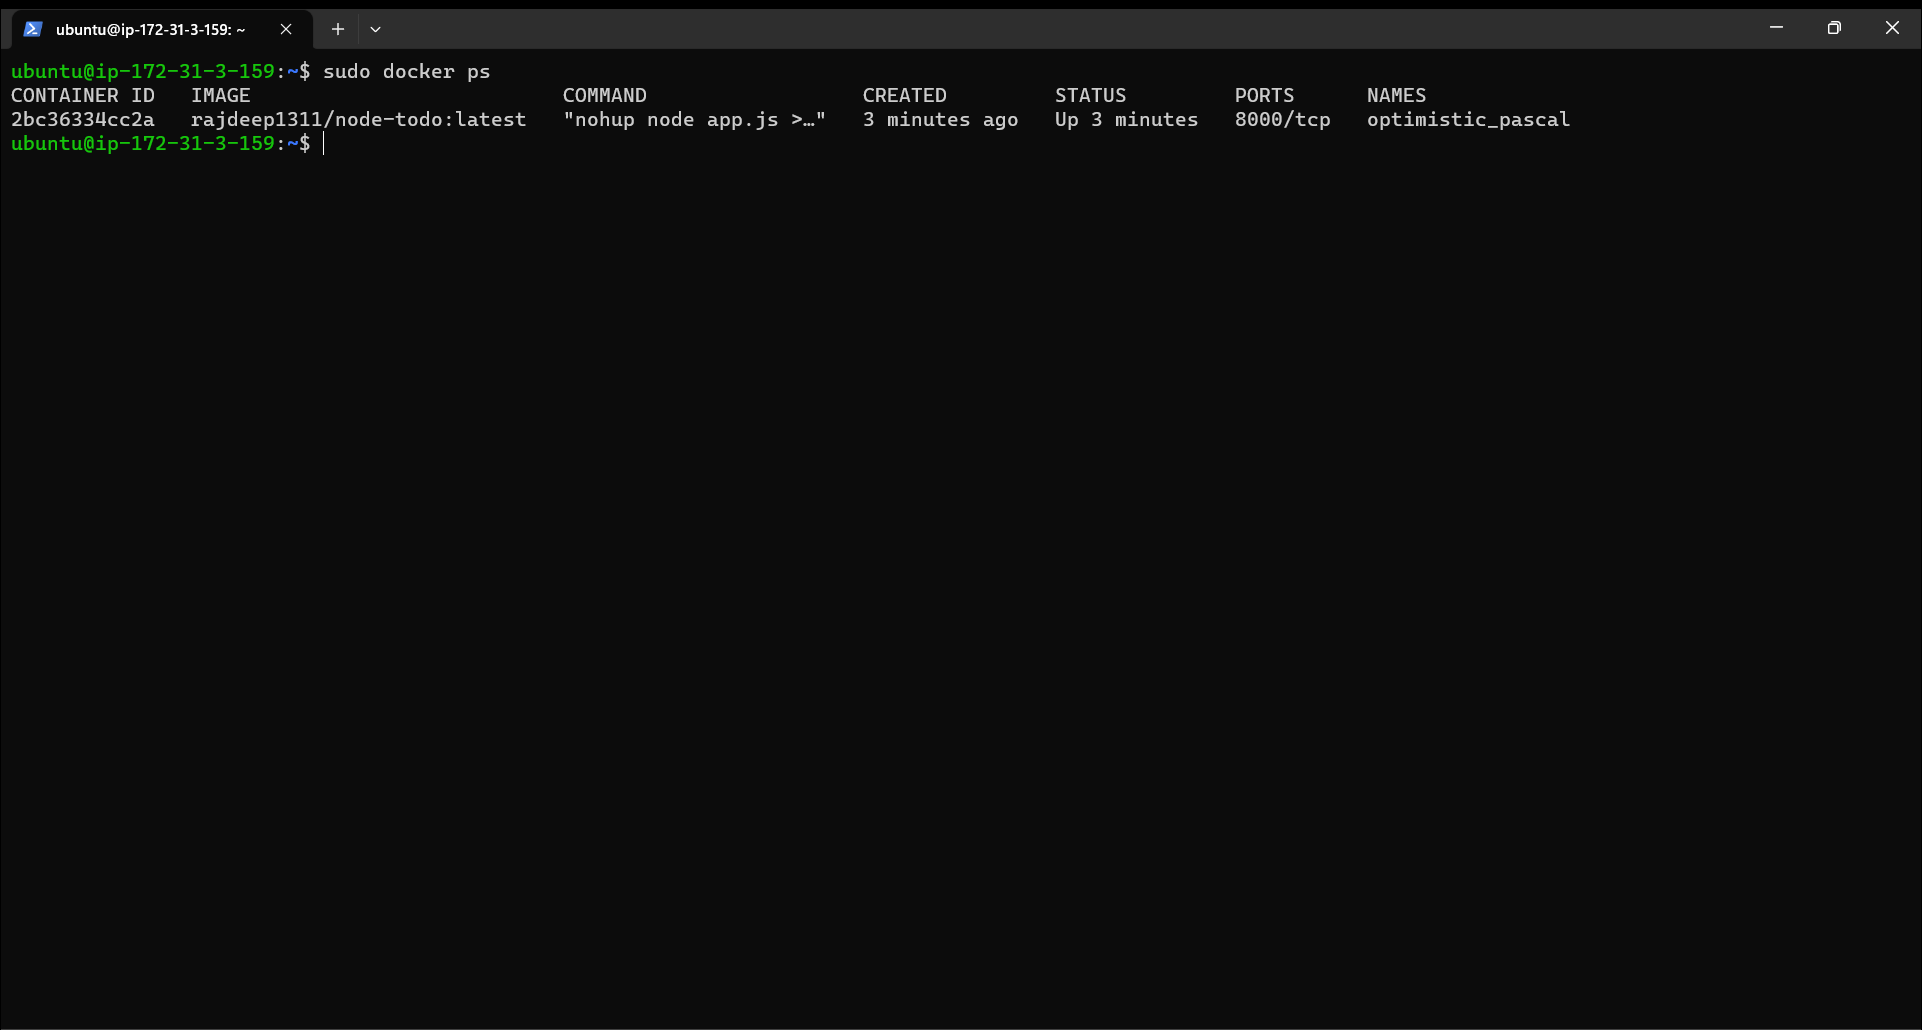 ubuntu@ip-172-31-3-159: ~
ubuntu@ip-172-31-3-159:~$ sudo docker ps
CONTAINER ID   IMAGE                          COMMAND                  CREATED         STATUS         PORTS      NAMES
2bc36334cc2a   rajdeep1311/node-todo:latest   "nohup node app.js >…"   3 minutes ago   Up 3 minutes   8000/tcp   optimistic_pascal
ubuntu@ip-172-31-3-159:~$